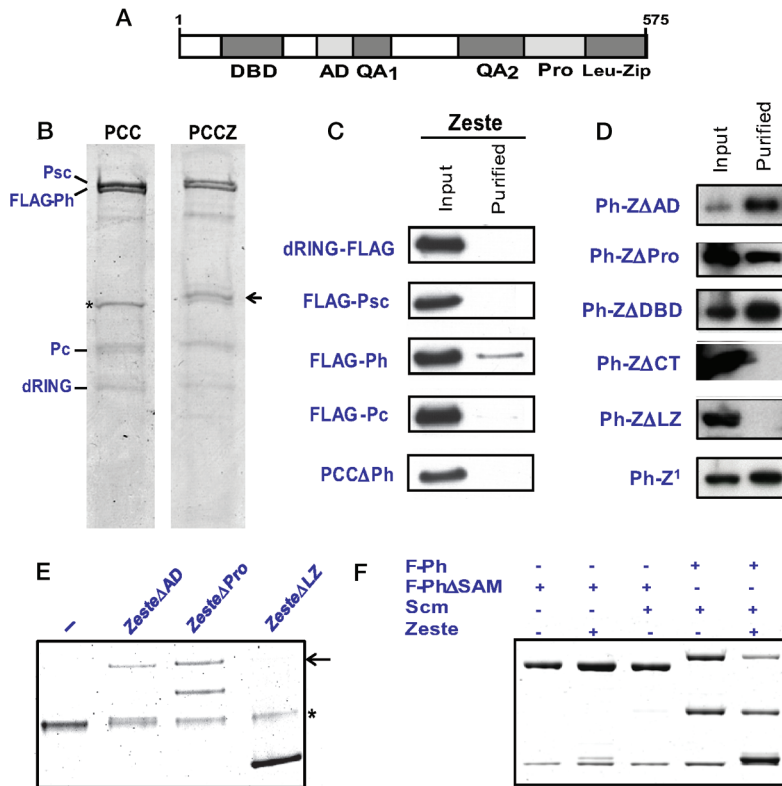 A
1 575
DBD AD QA1 QA2 Pro Leu-Zip
B
PCC PCCZ
Psc
FLAG-Ph
*
Pc
dRING
C
Zeste
Input Purified
dRING-FLAG
FLAG-Psc
FLAG-Ph
FLAG-Pc
PCCΔPh
D
Input Purified
Ph-ZΔAD
Ph-ZΔPro
Ph-ZΔDBD
Ph-ZΔCT
Ph-ZΔLZ
Ph-Z¹
E
– ZesteΔAD ZesteΔPro ZesteΔLZ
*
F
F-Ph - - - + +
F-PhΔSAM + + + - -
Scm - - + + +
Zeste - + - - +